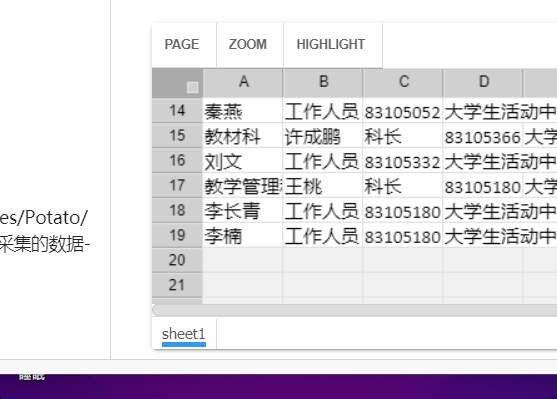 PAGE ZOOM HIGHLIGHT
A B C D
14 秦燕 工作人员 83105052 大学生活动中
15 教材科 许成鹏 科长 83105366 大学
16 刘文 工作人员 83105332 大学生活动中
17 教学管理 王桃 科长 83105180 大学
18 李长青 工作人员 83105180 大学生活动中
19 李楠 工作人员 83105180 大学生活动中
20
21
es/Potato/
采集的数据-
sheet1
睡眠